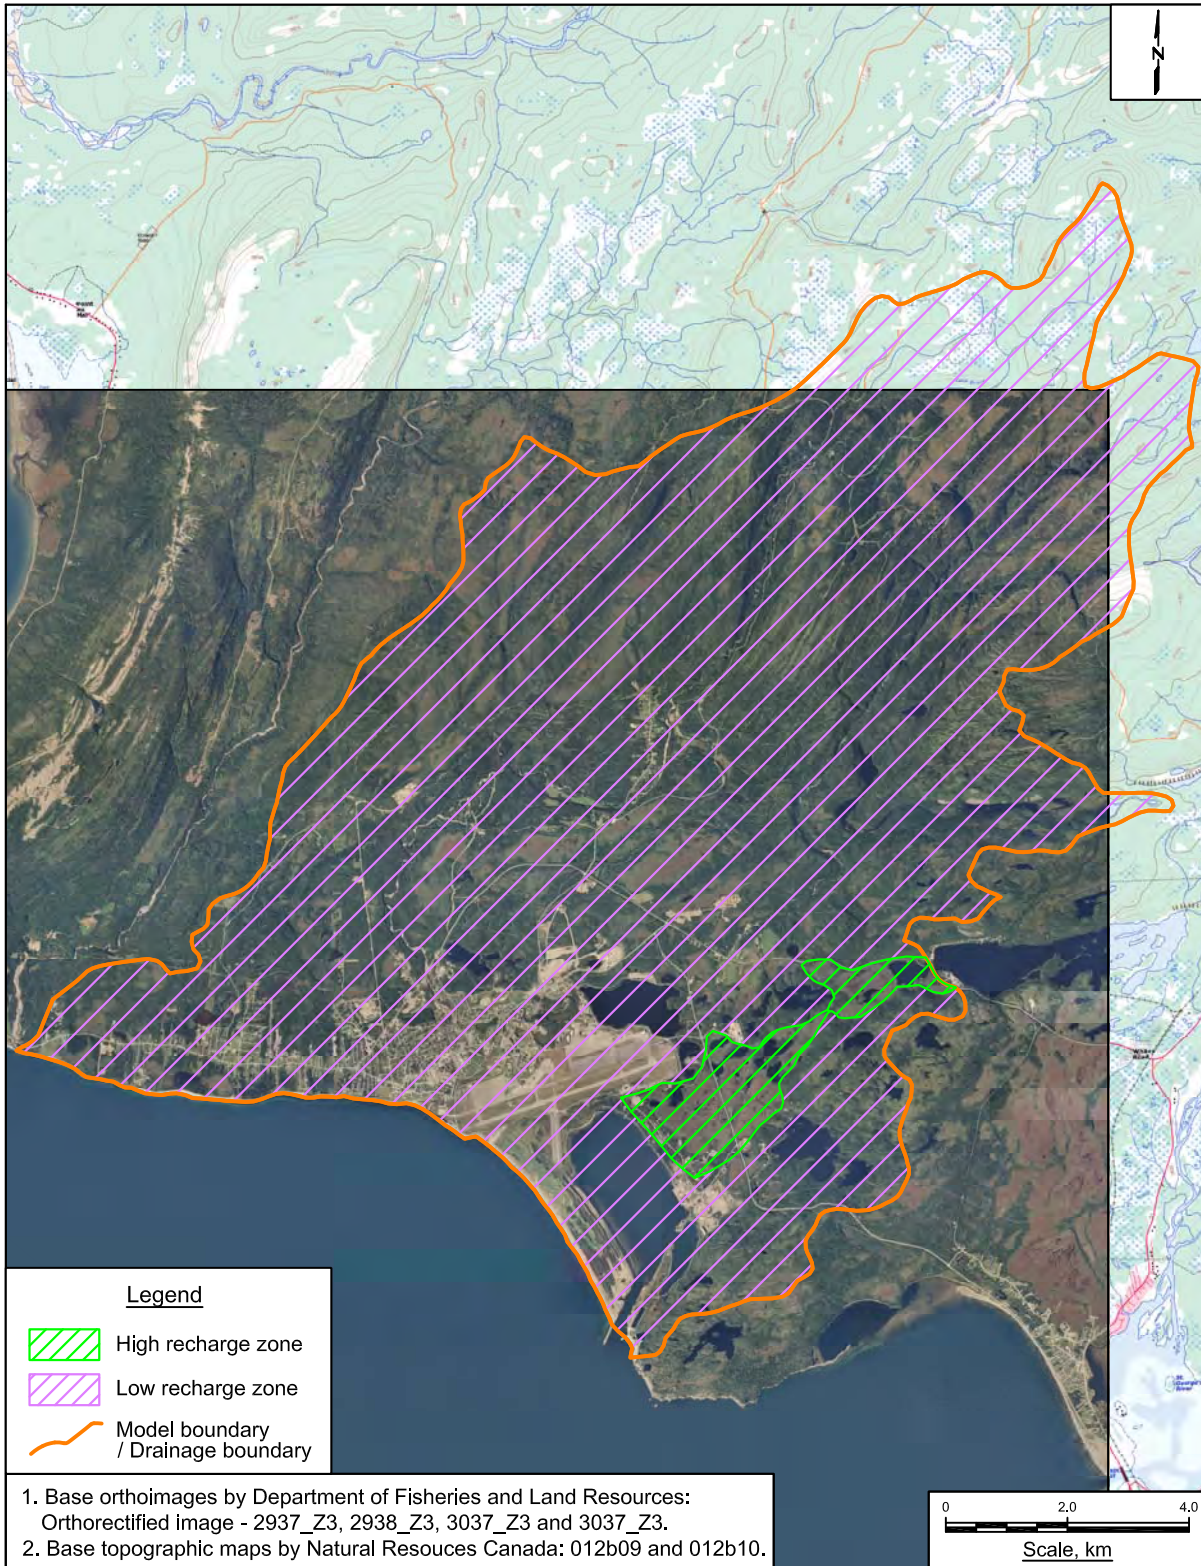 N
Legend
High recharge zone
Low recharge zone
Model boundary
/ Drainage boundary
1. Base orthoimages by Department of Fisheries and Land Resources:
Orthorectified image - 2937_Z3, 2938_Z3, 3037_Z3 and 3037_Z3.
2. Base topographic maps by Natural Resouces Canada: 012b09 and 012b10.
0 2.0 4.0
Scale, km